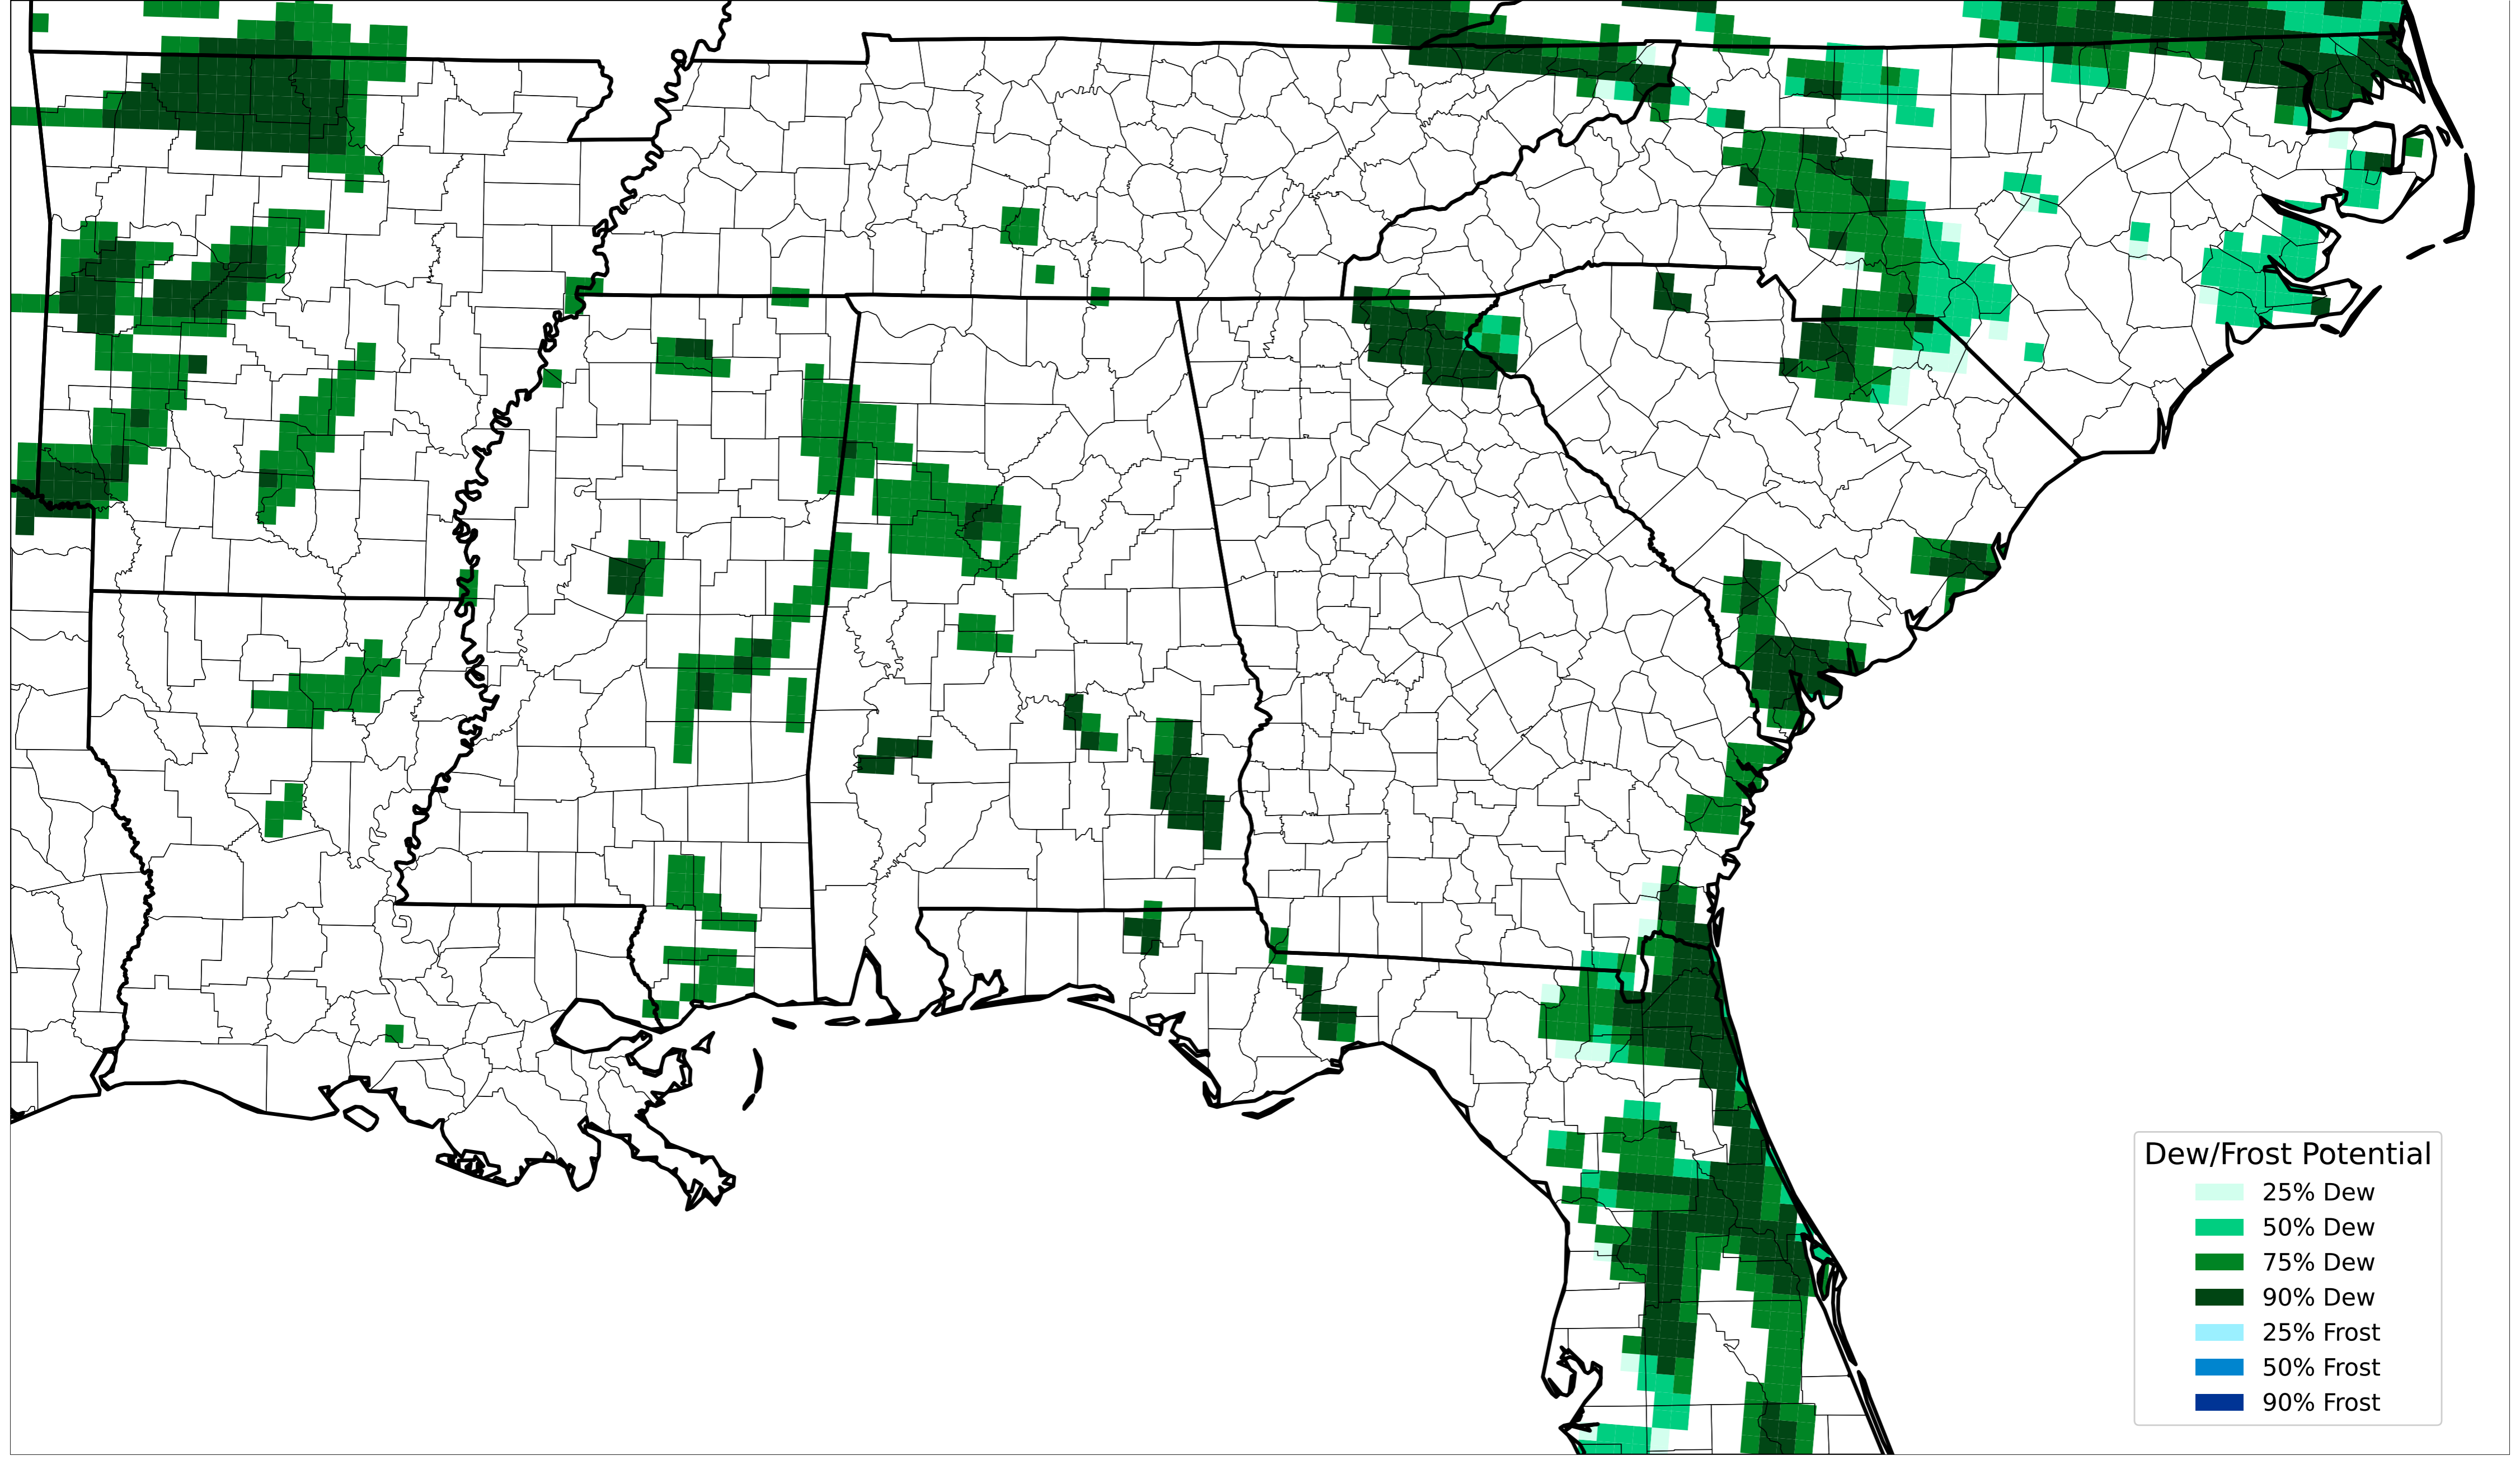 Dew/Frost Potential
25% Dew
50% Dew
75% Dew
90% Dew
25% Frost
50% Frost
90% Frost